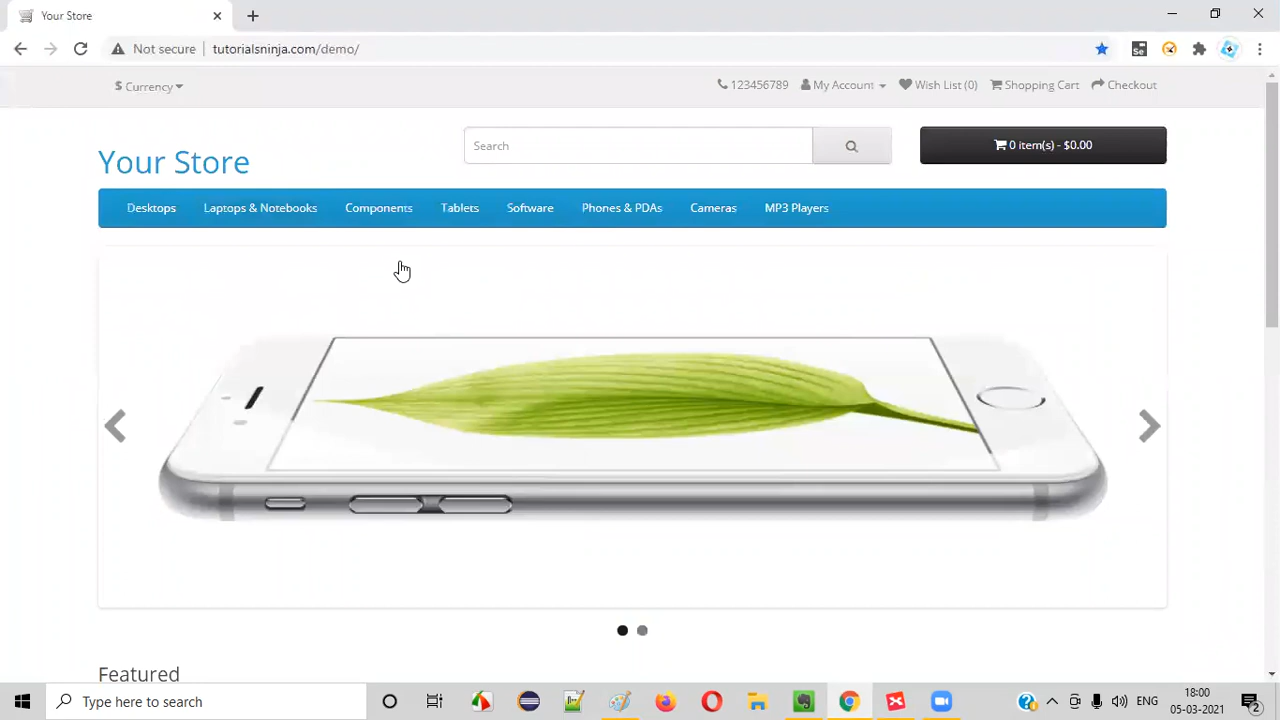 Your Store
Not secure
tutorialsninja.com/demo/
Se
$ Currency
123456789
My Account
Wish List (0)
Shopping Cart
Checkout
Your Store
Search
0 item(s) - $0.00
Desktops
Laptops & Notebooks
Components
Tablets
Software
Phones & PDAs
Cameras
MP3 Players
Featured
Type here to search
ENG
18:00
05-03-2021
2